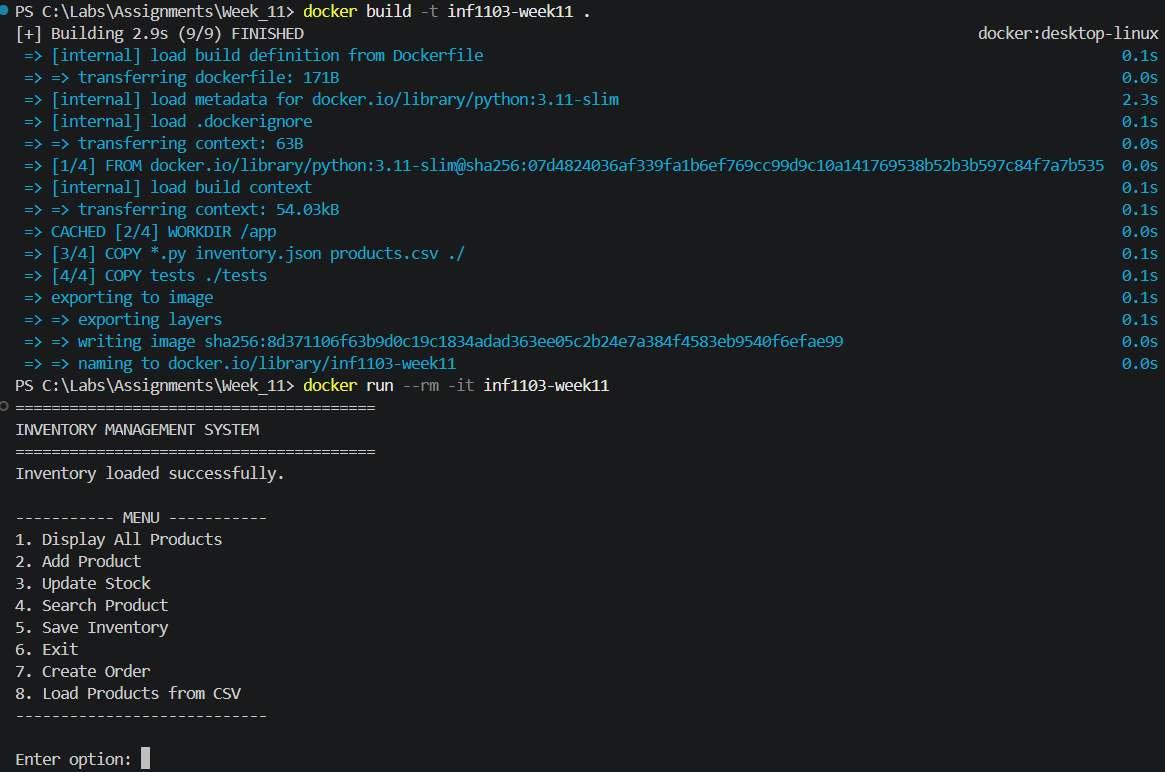 PS C:\Labs\Assignments\Week_11> docker build -t inf1103-week11 .
[+] Building 2.9s (9/9) FINISHED docker:desktop-linux
=> [internal] load build definition from Dockerfile 0.1s
=> => transferring dockerfile: 171B 0.0s
=> [internal] load metadata for docker.io/library/python:3.11-slim 2.3s
=> [internal] load .dockerignore 0.1s
=> => transferring context: 63B 0.0s
=> [1/4] FROM docker.io/library/python:3.11-slim@sha256:07d4824036af339fa1b6ef769cc99d9c10a141769538b52b3b597c84f7a7b535 0.0s
=> [internal] load build context 0.1s
=> => transferring context: 54.03kB 0.1s
=> CACHED [2/4] WORKDIR /app 0.0s
=> [3/4] COPY *.py inventory.json products.csv ./ 0.1s
=> [4/4] COPY tests ./tests 0.1s
=> exporting to image 0.1s
=> => exporting layers 0.1s
=> => writing image sha256:8d371106f63b9d0c19c1834adad363ee05c2b24e7a384f4583eb9540f6efae99 0.0s
=> => naming to docker.io/library/inf1103-week11 0.0s
PS C:\Labs\Assignments\Week_11> docker run --rm -it inf1103-week11
========================================
INVENTORY MANAGEMENT SYSTEM
========================================
Inventory loaded successfully.
----------- MENU -----------
1. Display All Products
2. Add Product
3. Update Stock
4. Search Product
5. Save Inventory
6. Exit
7. Create Order
8. Load Products from CSV
----------------------------
Enter option: